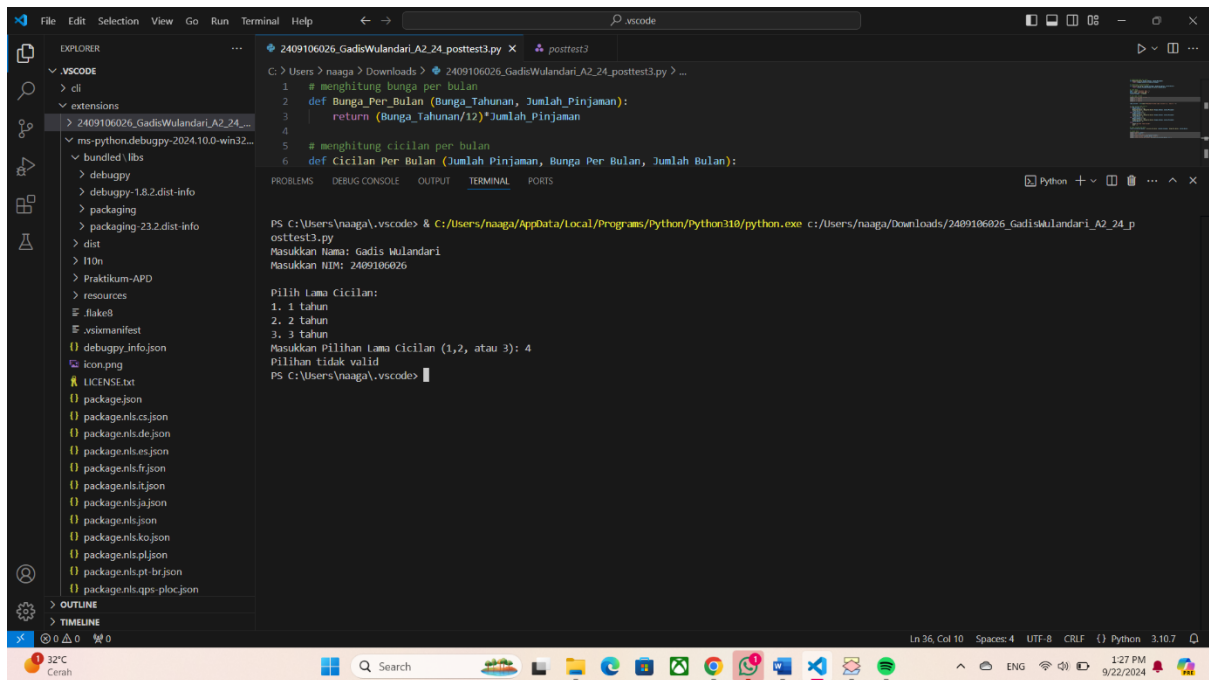 File Edit Selection View Go Run Terminal Help
.vscode
EXPLORER
.VSCODE
cli
extensions
2409106026_GadisWulandari_A2_24_...
ms-python.debugpy-2024.10.0-win32...
bundled \ libs
debugpy
debugpy-1.8.2.dist-info
packaging
packaging-23.2.dist-info
dist
l10n
Praktikum-APD
resources
.flake8
.vsixmanifest
debugpy_info.json
icon.png
LICENSE.txt
package.json
package.nls.cs.json
package.nls.de.json
package.nls.es.json
package.nls.fr.json
package.nls.it.json
package.nls.ja.json
package.nls.json
package.nls.ko.json
package.nls.pl.json
package.nls.pt-br.json
package.nls.qps-ploc.json
OUTLINE
TIMELINE
2409106026_GadisWulandari_A2_24_posttest3.py posttest3
C: > Users > naaga > Downloads > 2409106026_GadisWulandari_A2_24_posttest3.py > ...
1 # menghitung bunga per bulan
2 def Bunga_Per_Bulan (Bunga_Tahunan, Jumlah_Pinjaman):
3 return (Bunga_Tahunan/12)*Jumlah_Pinjaman
4
5 # menghitung cicilan per bulan
6 def Cicilan Per Bulan (Jumlah Pinjaman, Bunga Per Bulan, Jumlah Bulan):
PROBLEMS DEBUG CONSOLE OUTPUT TERMINAL PORTS
Python
PS C:\Users\naaga\.vscode> & C:/Users/naaga/AppData/Local/Programs/Python/Python310/python.exe c:/Users/naaga/Downloads/2409106026_GadisWulandari_A2_24_p
osttest3.py
Masukkan Nama: Gadis Wulandari
Masukkan NIM: 2409106026
Pilih Lama Cicilan:
1. 1 tahun
2. 2 tahun
3. 3 tahun
Masukkan Pilihan Lama Cicilan (1,2, atau 3): 4
Pilihan tidak valid
PS C:\Users\naaga\.vscode>
0 0 0
Ln 36, Col 10 Spaces: 4 UTF-8 CRLF {} Python 3.10.7
1
32°C
Cerah
Search
ENG
1:27 PM
9/22/2024